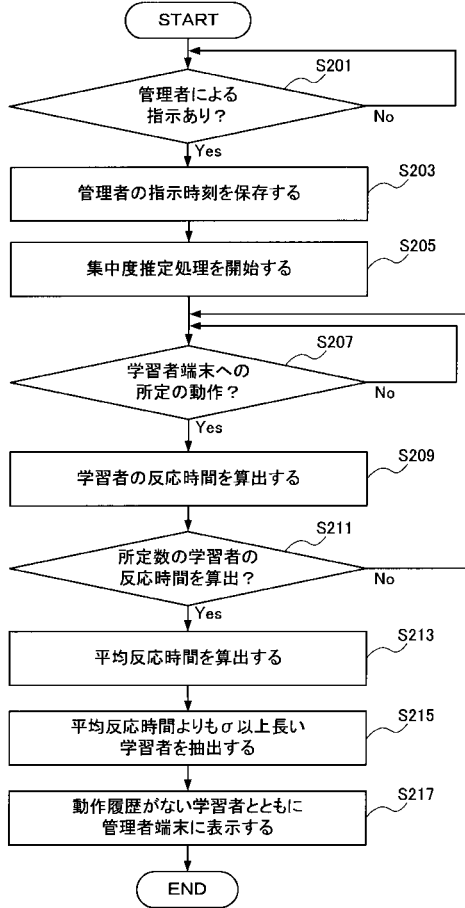 START
S201
管理者による
指示あり？
No
Yes
S203
管理者の指示時刻を保存する
S205
集中度推定処理を開始する
S207
学習者端末への
所定の動作？
No
Yes
S209
学習者の反応時間を算出する
S211
所定数の学習者の
反応時間を算出？
No
Yes
S213
平均反応時間を算出する
S215
平均反応時間よりもσ以上長い
学習者を抽出する
S217
動作履歴がない学習者とともに
管理者端末に表示する
END